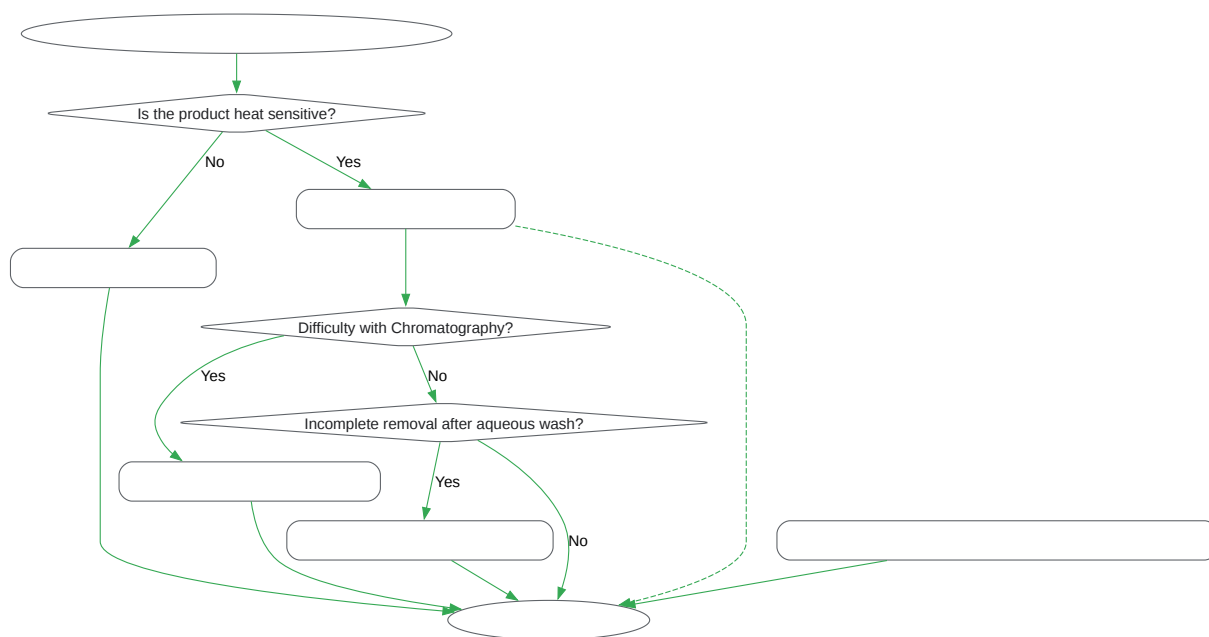 Is the product heat sensitive?
No
Yes
Difficulty with Chromatography?
Yes
No
Incomplete removal after aqueous wash?
Yes
No